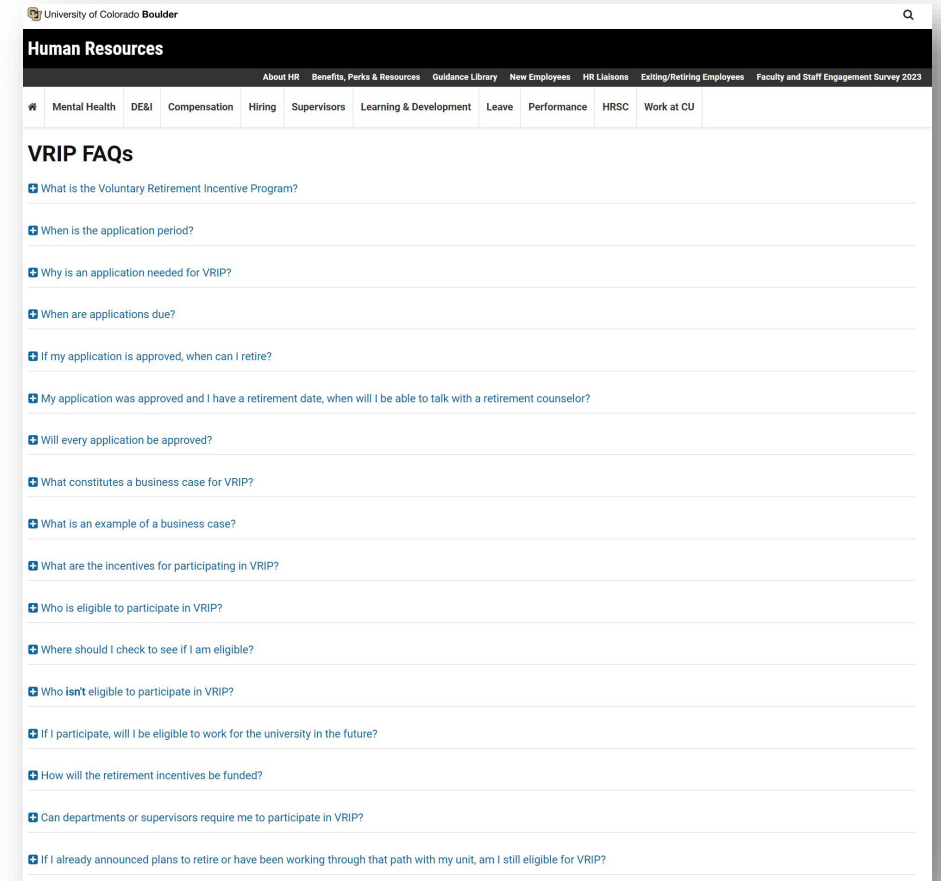 University of Colorado Boulder
Human Resources
About HR Benefits, Perks & Resources Guidance Library New Employees HR Liaisons Exiting/Retiring Employees Faculty and Staff Engagement Survey 2023
Mental Health DE&I Compensation Hiring Supervisors Learning & Development Leave Performance HRSC Work at CU
VRIP FAQs
What is the Voluntary Retirement Incentive Program?
When is the application period?
Why is an application needed for VRIP?
When are applications due?
If my application is approved, when can I retire?
My application was approved and I have a retirement date, when will I be able to talk with a retirement counselor?
Will every application be approved?
What constitutes a business case for VRIP?
What is an example of a business case?
What are the incentives for participating in VRIP?
Who is eligible to participate in VRIP?
Where should I check to see if I am eligible?
Who isn't eligible to participate in VRIP?
If I participate, will I be eligible to work for the university in the future?
How will the retirement incentives be funded?
Can departments or supervisors require me to participate in VRIP?
If I already announced plans to retire or have been working through that path with my unit, am I still eligible for VRIP?